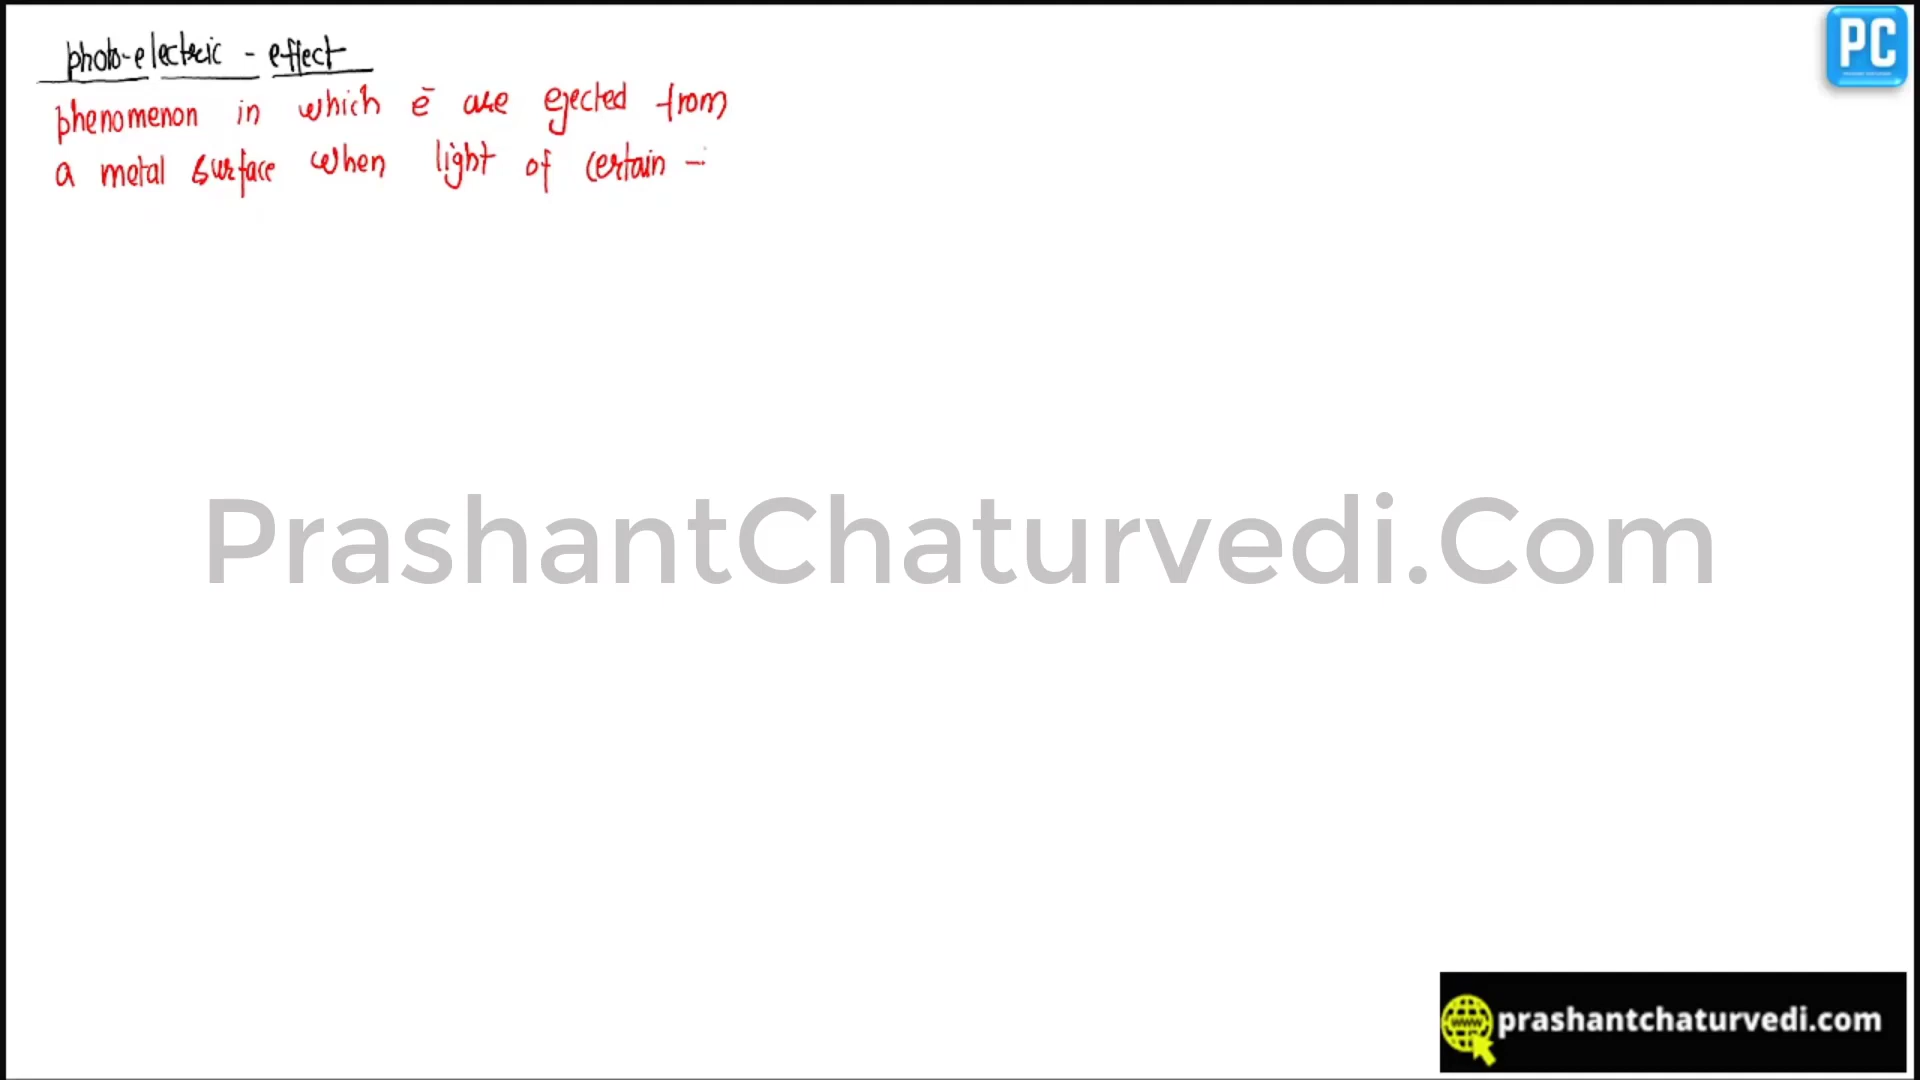 photo-electric - effect
phenomenon in which e⁻ are ejected from
a metal surface when light of certain -
PrashantChaturvedi.Com
PC
www prashantchaturvedi.com